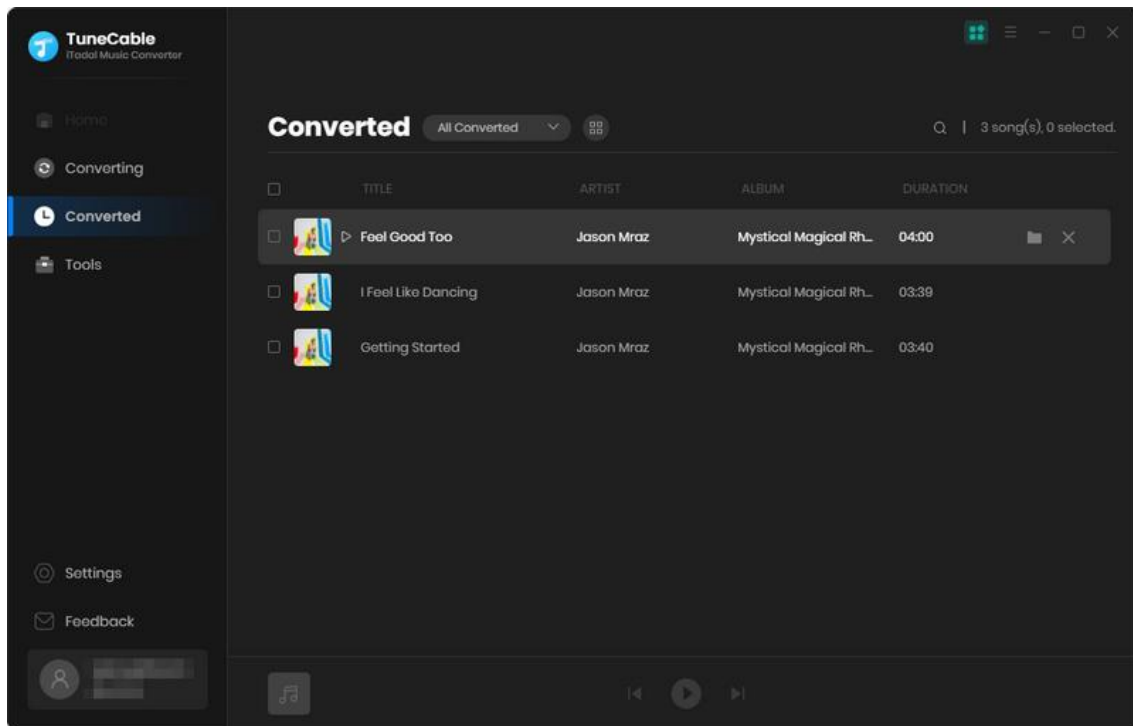 TuneCable
iTidal Music Converter
Home
Converting
Converted
Tools
Settings
Feedback
Converted
All Converted
3 song(s), 0 selected.
TITLE ARTIST ALBUM DURATION
Feel Good Too Jason Mraz Mystical Magical Rh... 04:00
I Feel Like Dancing Jason Mraz Mystical Magical Rh... 03:39
Getting Started Jason Mraz Mystical Magical Rh... 03:40